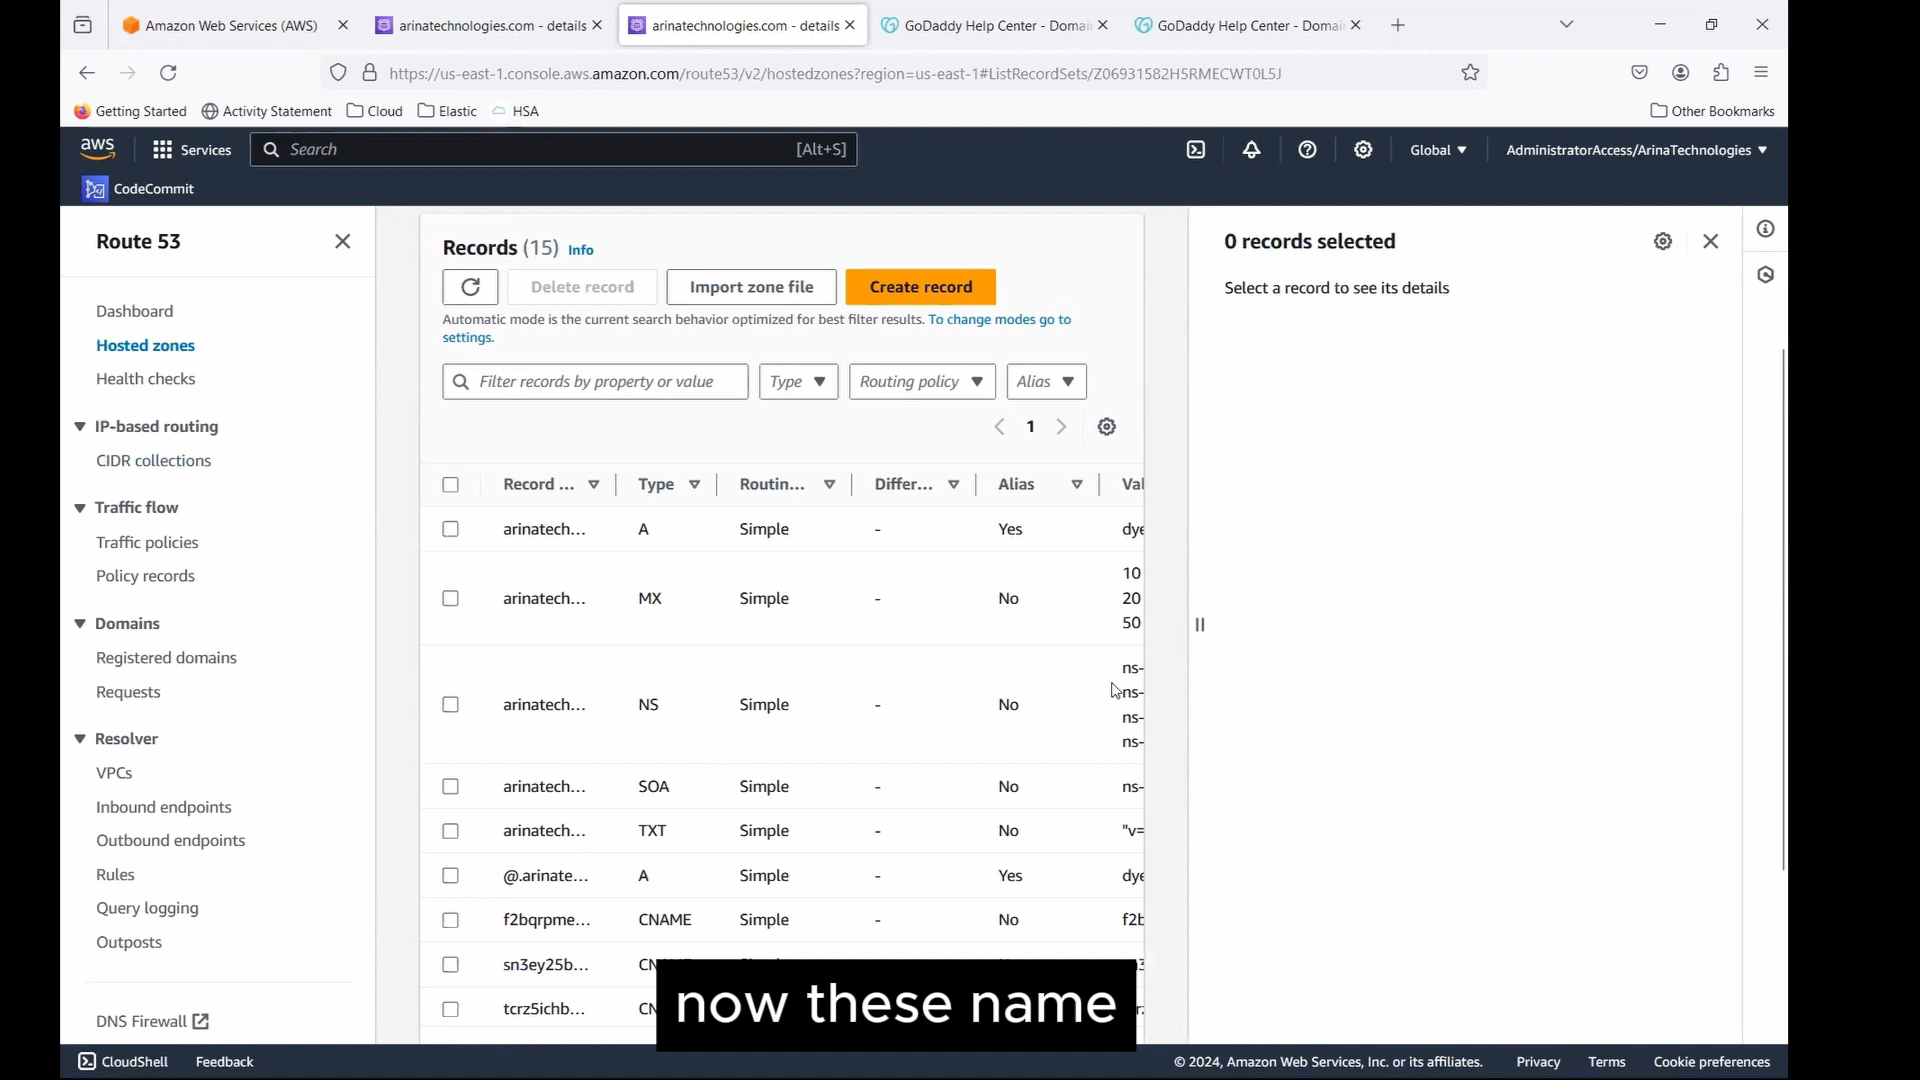 Amazon Web Services (AWS)
arinatechnologies.com - details
arinatechnologies.com - details
GoDaddy Help Center - Domai
GoDaddy Help Center - Domai
https://us-east-1.console.aws.amazon.com/route53/v2/hostedzones?region=us-east-1#ListRecordSets/Z06931582H5RMECWT0L5J
Getting Started
Activity Statement
Cloud
Elastic
HSA
Other Bookmarks
aws
Services
Search
[Alt+S]
Global
AdministratorAccess/ArinaTechnologies
CodeCommit
Route 53
Dashboard
Hosted zones
Health checks
IP-based routing
CIDR collections
Traffic flow
Traffic policies
Policy records
Domains
Registered domains
Requests
Resolver
VPCs
Inbound endpoints
Outbound endpoints
Rules
Query logging
Outposts
DNS Firewall
Records (15) Info
Delete record
Import zone file
Create record
Automatic mode is the current search behavior optimized for best filter results. To change modes go to
settings.
Filter records by property or value
Type
Routing policy
Alias
1
Record ... Type Routin... Differ... Alias Val
arinatech... A Simple - Yes dye
arinatech... MX Simple - No 10
20
50
arinatech... NS Simple - No ns-
ns-
ns-
ns-
arinatech... SOA Simple - No ns-
arinatech... TXT Simple - No "v=
@.arinate... A Simple - Yes dye
f2bqrpme... CNAME Simple - No f2b
sn3ey25b...
tcrz5ichb...
0 records selected
Select a record to see its details
now these name
CloudShell
Feedback
© 2024, Amazon Web Services, Inc. or its affiliates.
Privacy
Terms
Cookie preferences